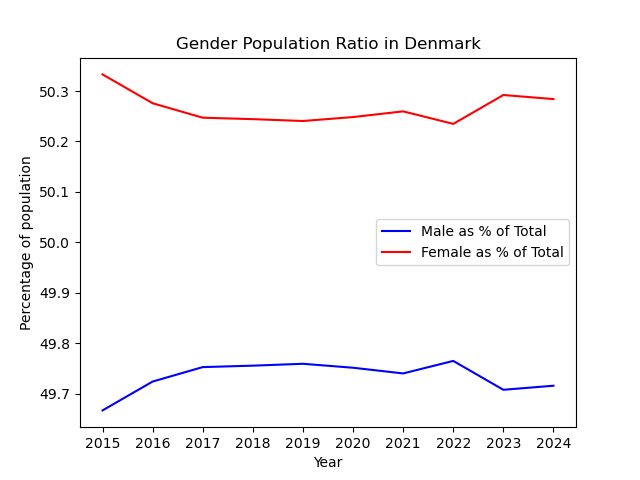 Gender Population Ratio in Denmark
Percentage of population
50.3
50.2
50.1
50.0
49.9
49.8
49.7
Male as % of Total
Female as % of Total
2015 2016 2017 2018 2019 2020 2021 2022 2023 2024
Year